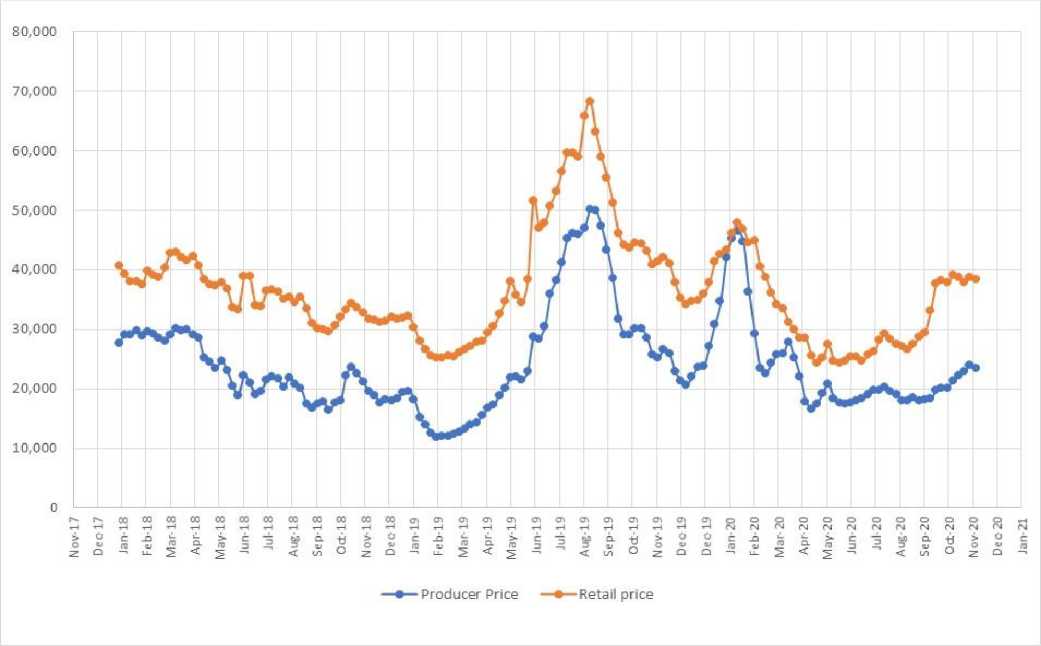 80,000
70,000
60,000
50,000
40,000
30,000
20,000
10,000
0
Nov-17
Dec-17
Jan-18
Feb-18
Mar-18
Apr-18
May-18
Jun-18
Jul-18
Aug-18
Sep-18
Oct-18
Nov-18
Dec-18
Jan-19
Feb-19
Mar-19
Apr-19
May-19
Jun-19
Jul-19
Aug-19
Sep-19
Oct-19
Nov-19
Dec-19
Dec-19
Jan-20
Feb-20
Mar-20
Apr-20
May-20
Jun-20
Jul-20
Aug-20
Sep-20
Oct-20
Nov-20
Dec-20
Jan-21
Producer Price
Retail price